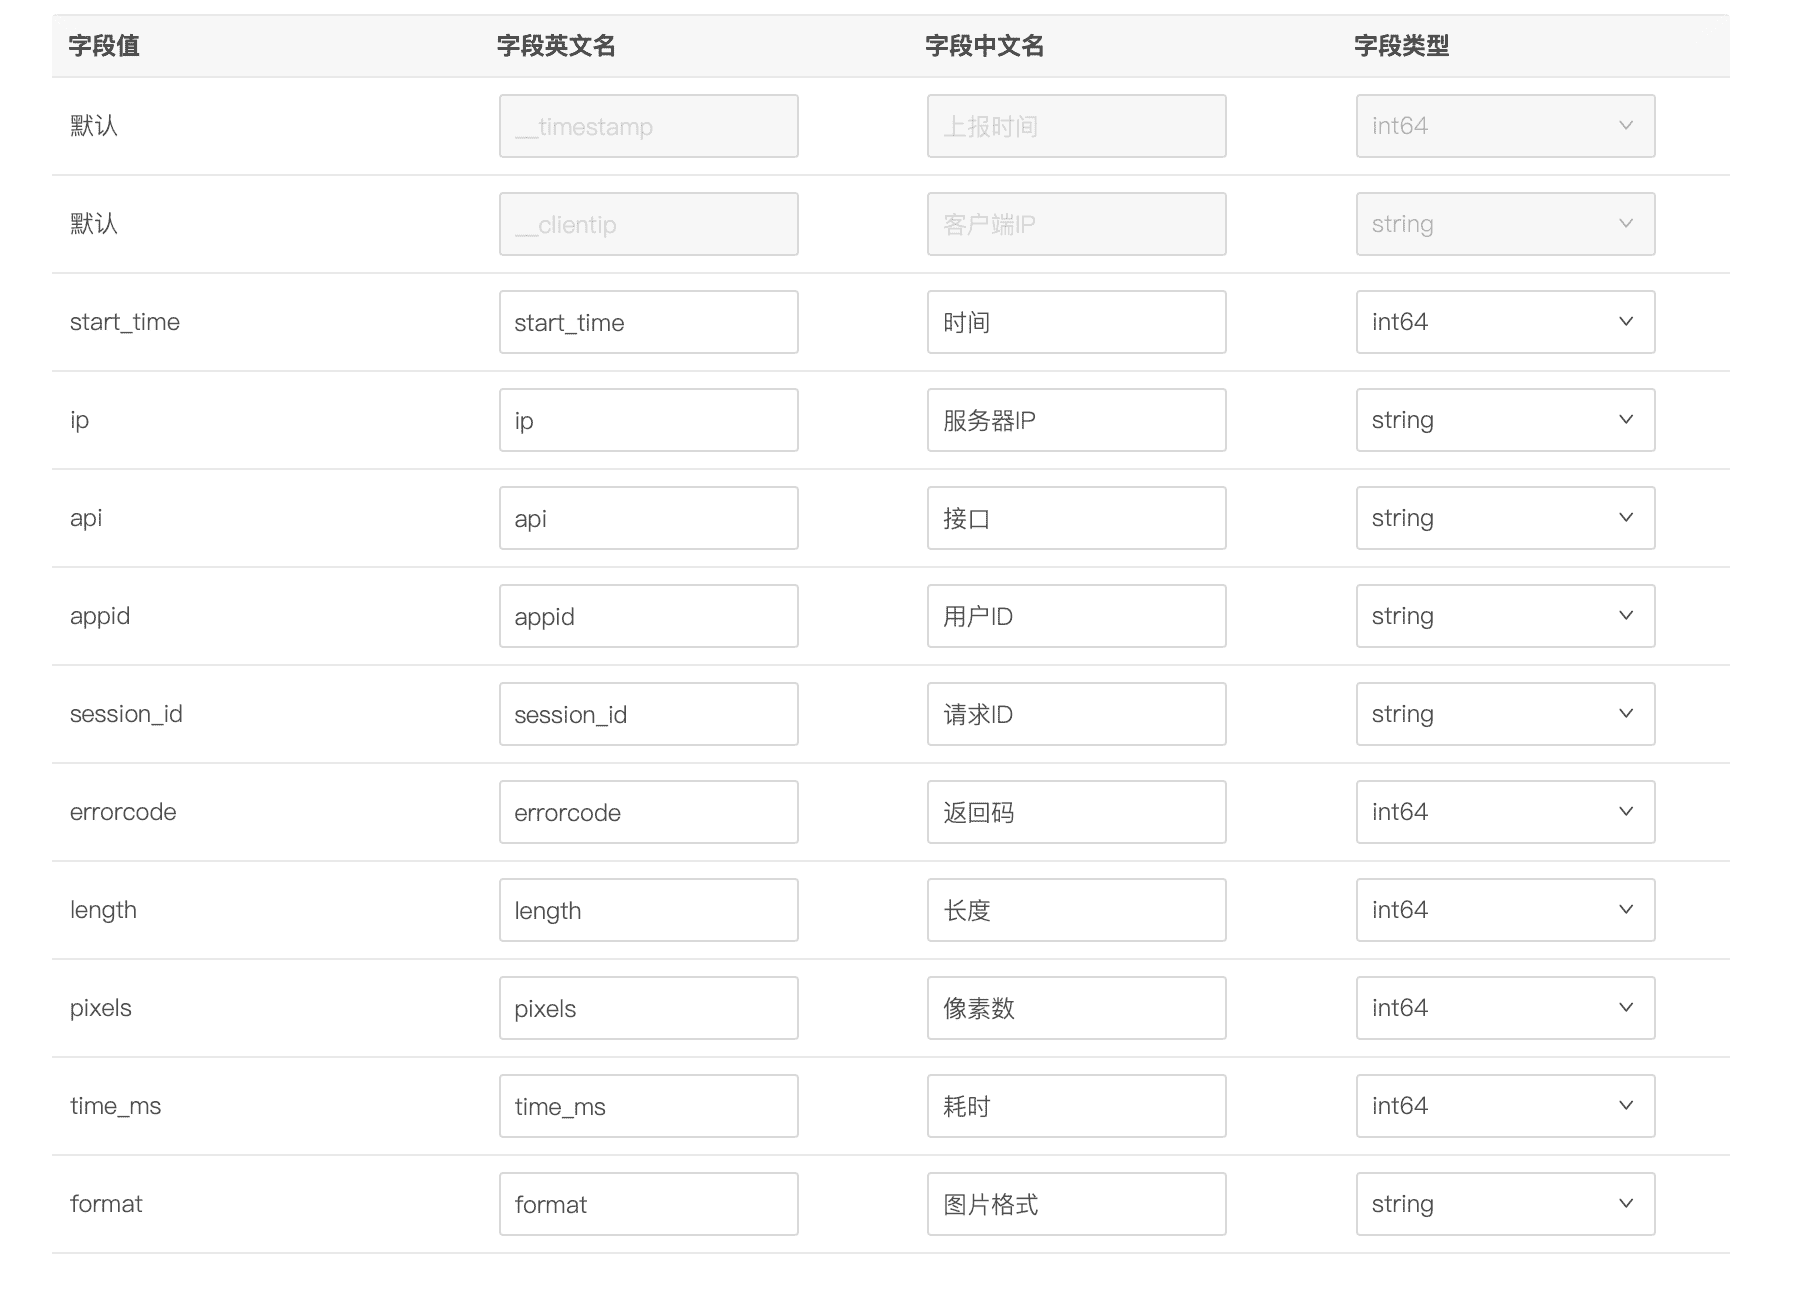 字段值 字段英文名 字段中文名 字段类型
默认 __timestamp 上报时间 int64
默认 __clientip 客户端IP string
start_time start_time 时间 int64
ip ip 服务器IP string
api api 接口 string
appid appid 用户ID string
session_id session_id 请求ID string
errorcode errorcode 返回码 int64
length length 长度 int64
pixels pixels 像素数 int64
time_ms time_ms 耗时 int64
format format 图片格式 string